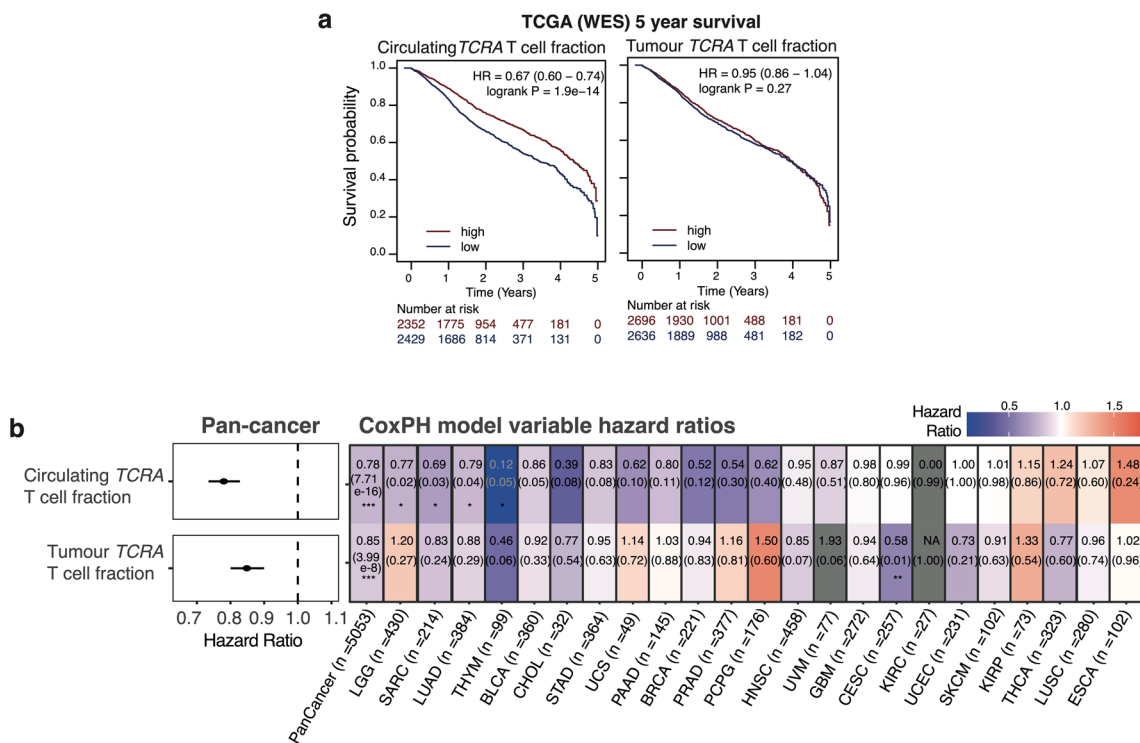 a
TCGA (WES) 5 year survival
Circulating TCRA T cell fraction
Tumour TCRA T cell fraction
Survival probability
1.0
0.8
0.6
0.4
0.2
0.0
HR = 0.67 (0.60 − 0.74)
logrank P = 1.9e−14
high
low
0 1 2 3 4 5
Time (Years)
HR = 0.95 (0.86 − 1.04)
logrank P = 0.27
high
low
0 1 2 3 4 5
Time (Years)
Number at risk
2352 1775 954 477 181 0
2429 1686 814 371 131 0
Number at risk
2696 1930 1001 488 181 0
2636 1889 988 481 182 0
b
Pan-cancer
CoxPH model variable hazard ratios
Hazard
Ratio
0.5 1.0 1.5
Circulating TCRA
T cell fraction
0.78 0.77 0.69 0.79 0.12 0.86 0.39 0.83 0.62 0.80 0.52 0.54 0.62 0.95 0.87 0.98 0.99 0.00 1.00 1.01 1.15 1.24 1.07 1.48
(7.71 (0.02) (0.03) (0.04) (0.05) (0.05) (0.08) (0.08) (0.10) (0.11) (0.12) (0.30) (0.40) (0.48) (0.51) (0.80) (0.96) (0.99) (1.00) (0.98) (0.86) (0.72) (0.60) (0.24)
e-16)
*** * * * *
Tumour TCRA
T cell fraction
0.85 1.20 0.83 0.88 0.46 0.92 0.77 0.95 1.14 1.03 0.94 1.16 1.50 0.85 1.93 0.94 0.58 NA 0.73 0.91 1.33 0.77 0.96 1.02
(3.99 (0.27) (0.24) (0.29) (0.06) (0.33) (0.54) (0.63) (0.72) (0.88) (0.83) (0.81) (0.60) (0.07) (0.06) (0.64) (0.01) (1.00) (0.21) (0.63) (0.54) (0.60) (0.74) (0.96)
e-8)
*** **
0.7 0.8 0.9 1.0 1.1
Hazard Ratio
PanCancer (n =5053)
LGG (n =430)
SARC (n =214)
LUAD (n =384)
THYM (n =99)
BLCA (n =360)
CHOL (n =32)
STAD (n =364)
UCS (n =49)
PAAD (n =145)
BRCA (n =221)
PRAD (n =377)
PCPG (n =176)
HNSC (n =458)
UVM (n =77)
GBM (n =272)
CESC (n =257)
KIRC (n =27)
UCEC (n =231)
SKCM (n =102)
KIRP (n =73)
THCA (n =323)
LUSC (n =280)
ESCA (n =102)